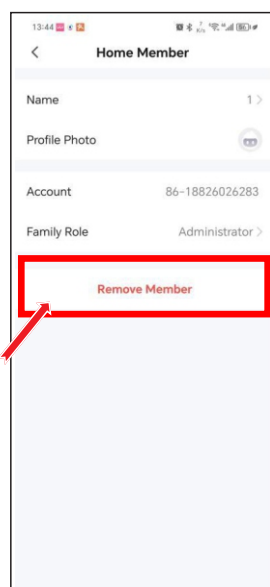 13:44
Home Member
Name 1
Profile Photo
Account 86-18826026283
Family Role Administrator
Remove Member